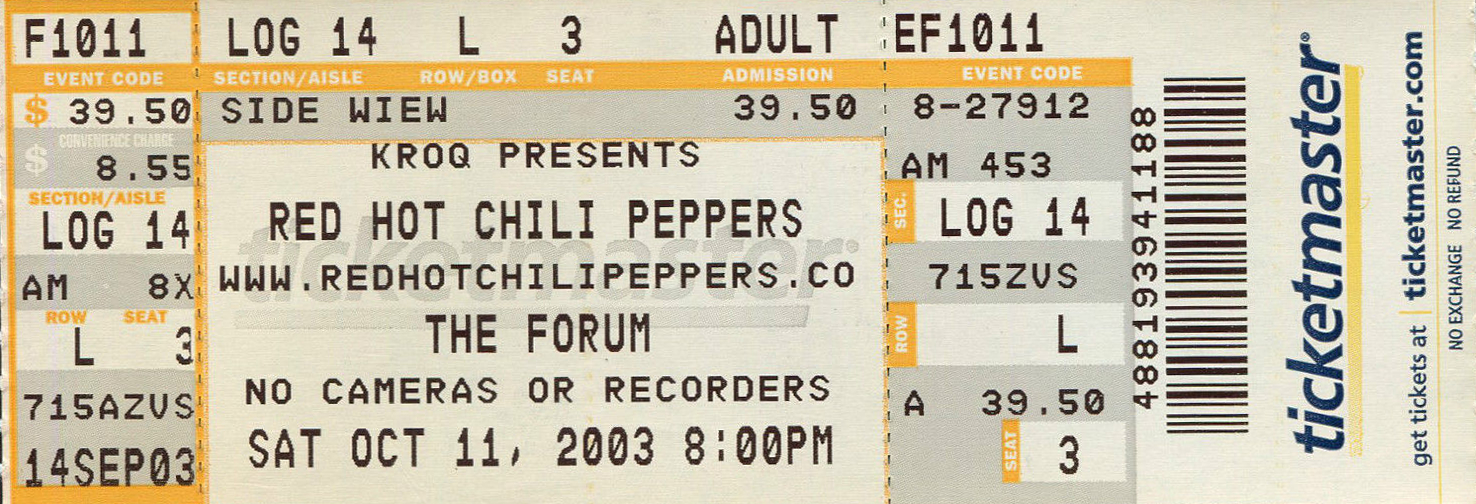 F1011 LOG 14 L 3 ADULT EF1011
EVENT CODE SECTION/AISLE ROW/BOX SEAT ADMISSION EVENT CODE
$ 39.50 SIDE WIEW 39.50 8-27912
CONVENIENCE CHARGE
$ 8.55 KROQ PRESENTS AM 453
SECTION/AISLE
LOG 14 RED HOT CHILI PEPPERS SEC. LOG 14
ticketmaster
AM 8X WWW.REDHOTCHILIPEPPERS.CO 715ZVS
ROW SEAT
L 3 THE FORUM ROW L
715AZVS NO CAMERAS OR RECORDERS A 39.50
14SEP03 SAT OCT 11, 2003 8:00PM SEAT 3
488193941188
ticketmaster®
get tickets at | ticketmaster.com
NO EXCHANGE NO REFUND